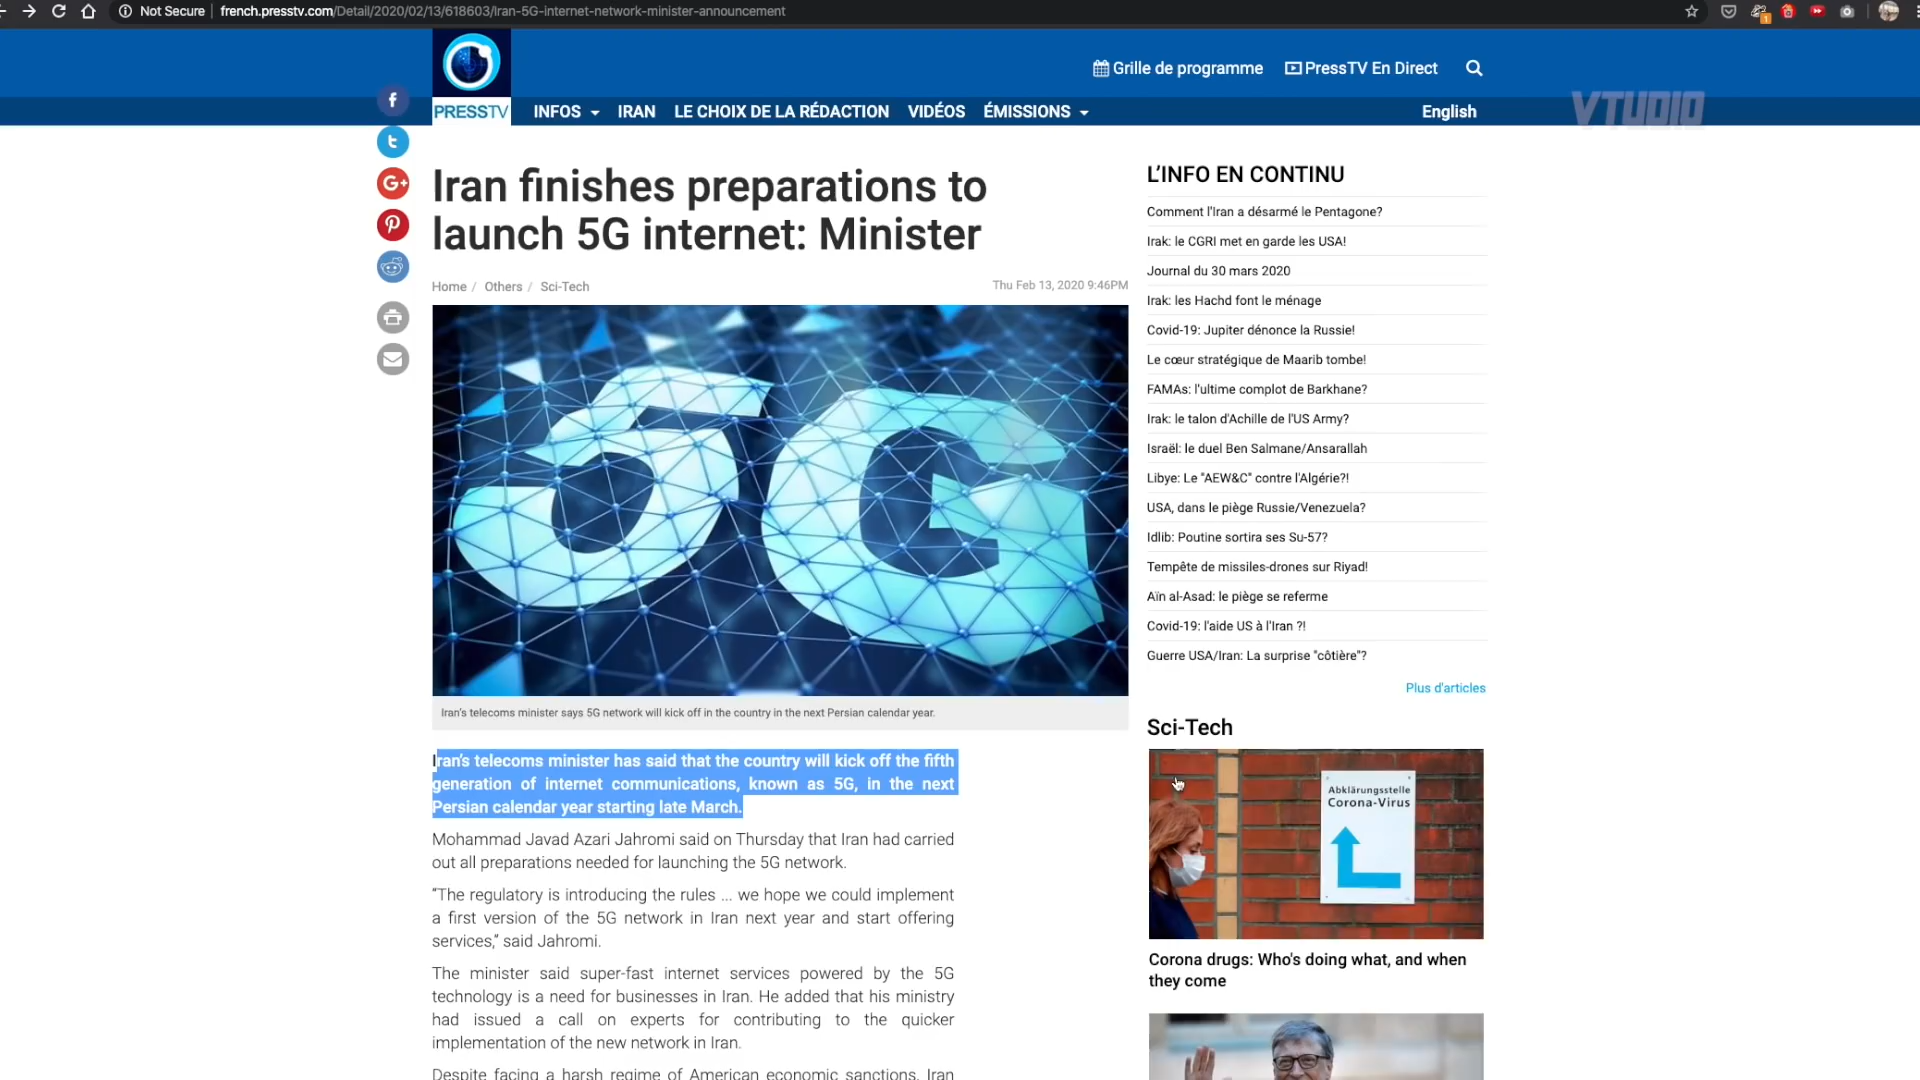 Not Secure french.presstv.com/Detail/2020/02/13/618603/Iran-5G-internet-network-minister-announcement
1
Grille de programme PressTV En Direct
PRESSTV INFOS IRAN LE CHOIX DE LA RÉDACTION VIDÉOS ÉMISSIONS English
VTUDIO
f
t
G+
Iran finishes preparations to
launch 5G internet: Minister
Home / Others / Sci-Tech Thu Feb 13, 2020 9:46PM
5G
Iran's telecoms minister says 5G network will kick off in the country in the next Persian calendar year.
Iran's telecoms minister has said that the country will kick off the fifth
generation of internet communications, known as 5G, in the next
Persian calendar year starting late March.
Mohammad Javad Azari Jahromi said on Thursday that Iran had carried
out all preparations needed for launching the 5G network.
“The regulatory is introducing the rules ... we hope we could implement
a first version of the 5G network in Iran next year and start offering
services,” said Jahromi.
The minister said super-fast internet services powered by the 5G
technology is a need for businesses in Iran. He added that his ministry
had issued a call on experts for contributing to the quicker
implementation of the new network in Iran.
Despite facing a harsh regime of American economic sanctions, Iran
L'INFO EN CONTINU
Comment l'Iran a désarmé le Pentagone?
Irak: le CGRI met en garde les USA!
Journal du 30 mars 2020
Irak: les Hachd font le ménage
Covid-19: Jupiter dénonce la Russie!
Le cœur stratégique de Maarib tombe!
FAMAs: l'ultime complot de Barkhane?
Irak: le talon d'Achille de l'US Army?
Israël: le duel Ben Salmane/Ansarallah
Libye: Le "AEW&C" contre l'Algérie?!
USA, dans le piège Russie/Venezuela?
Idlib: Poutine sortira ses Su-57?
Tempête de missiles-drones sur Riyad!
Aïn al-Asad: le piège se referme
Covid-19: l'aide US à l'Iran ?!
Guerre USA/Iran: La surprise "côtière"?
Plus d'articles
Sci-Tech
Abklärungsstelle
Corona-Virus
Corona drugs: Who's doing what, and when
they come